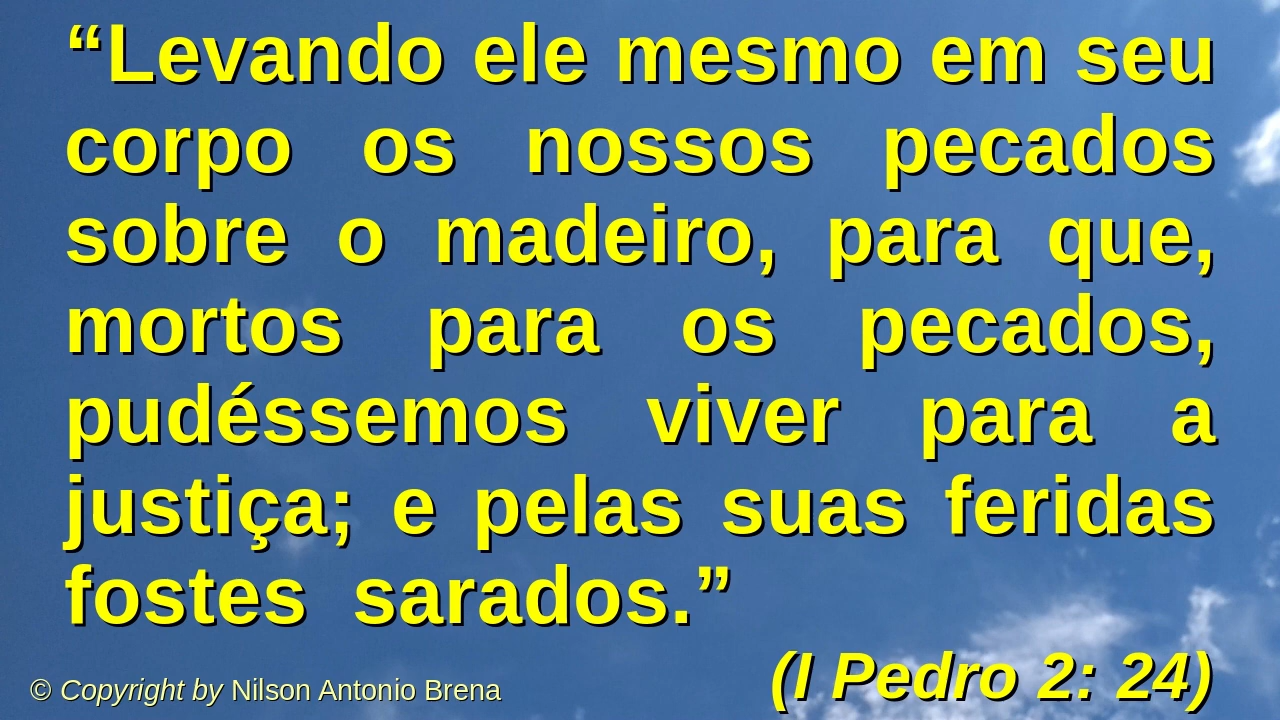 “Levando ele mesmo em seu
corpo os nossos pecados
sobre o madeiro, para que,
mortos para os pecados,
pudéssemos viver para a
justiça; e pelas suas feridas
fostes sarados.”
(I Pedro 2: 24)
© Copyright by Nilson Antonio Brena